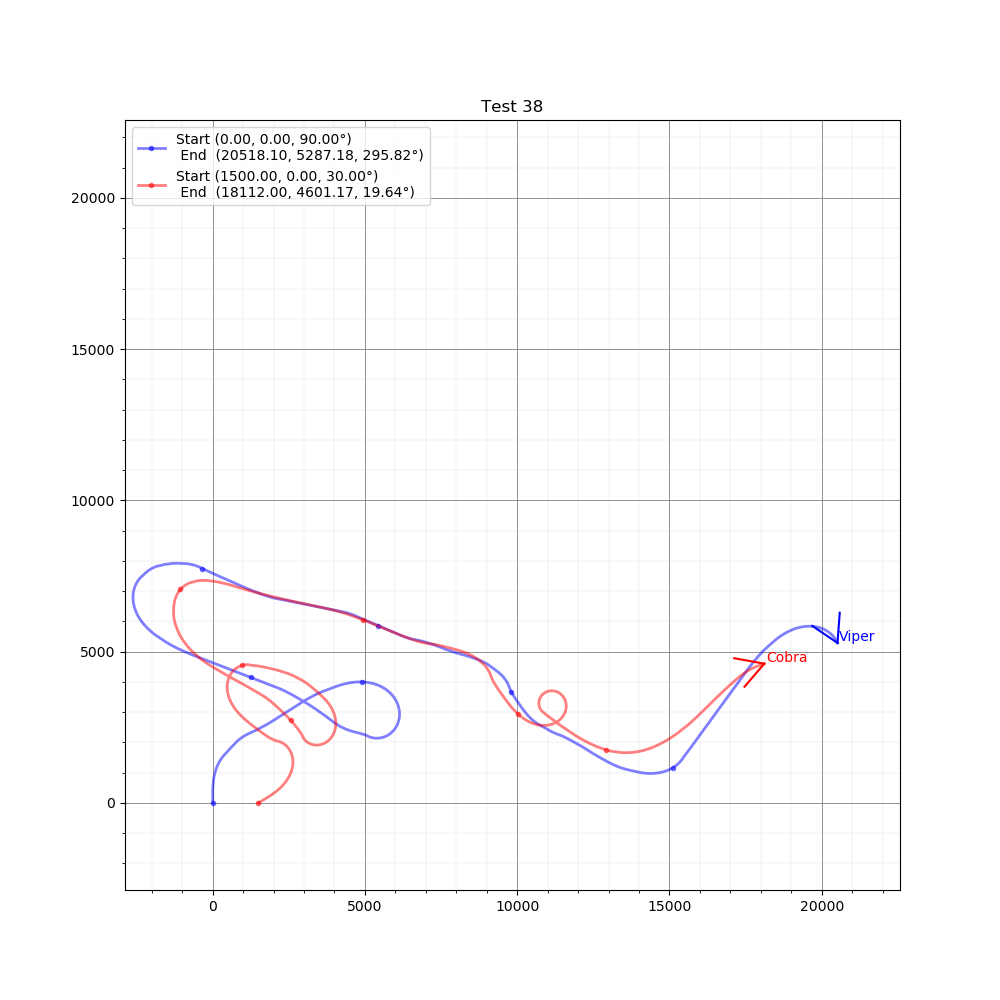 Test 38
Start (0.00, 0.00, 90.00°)
End (20518.10, 5287.18, 295.82°)
Start (1500.00, 0.00, 30.00°)
End (18112.00, 4601.17, 19.64°)
20000
15000
10000
5000
0
Viper
Cobra
0 5000 10000 15000 20000